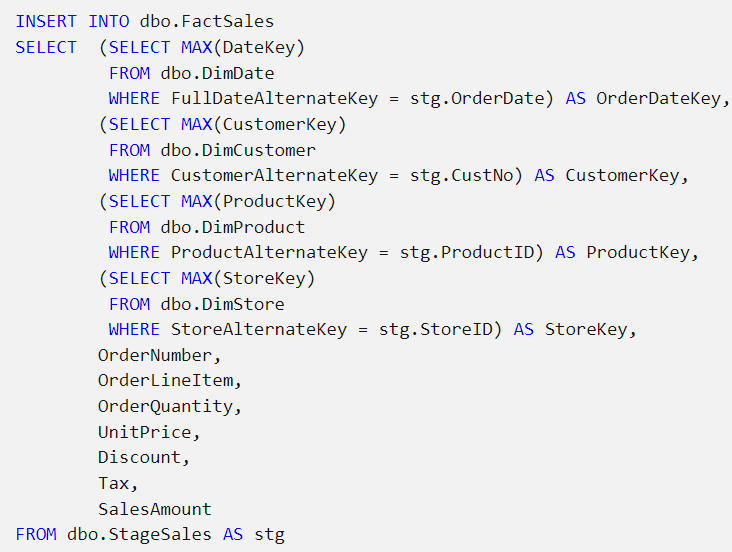 INSERT INTO dbo.FactSales
SELECT  (SELECT MAX(DateKey)
         FROM dbo.DimDate
         WHERE FullDateAlternateKey = stg.OrderDate) AS OrderDateKey,
        (SELECT MAX(CustomerKey)
         FROM dbo.DimCustomer
         WHERE CustomerAlternateKey = stg.CustNo) AS CustomerKey,
        (SELECT MAX(ProductKey)
         FROM dbo.DimProduct
         WHERE ProductAlternateKey = stg.ProductID) AS ProductKey,
        (SELECT MAX(StoreKey)
         FROM dbo.DimStore
         WHERE StoreAlternateKey = stg.StoreID) AS StoreKey,
        OrderNumber,
        OrderLineItem,
        OrderQuantity,
        UnitPrice,
        Discount,
        Tax,
        SalesAmount
FROM dbo.StageSales AS stg